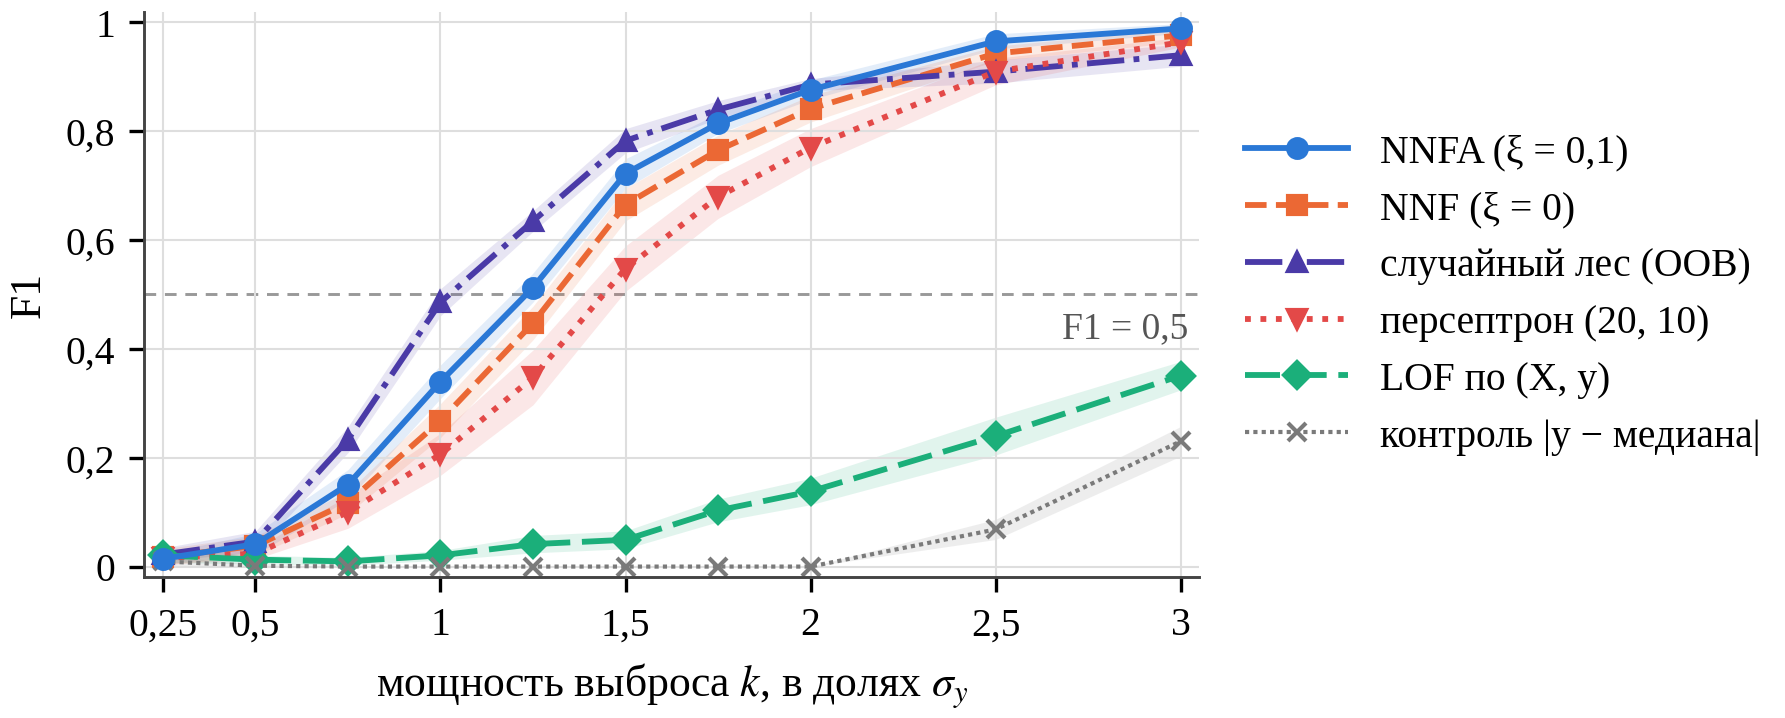 1
0,8
0,6
0,4
0,2
0
F1
F1 = 0,5
0,25 0,5 1 1,5 2 2,5 3
мощность выброса k, в долях σy
NNFA (ξ = 0,1)
NNF (ξ = 0)
случайный лес (OOB)
персептрон (20, 10)
LOF по (X, y)
контроль |y − медиана|